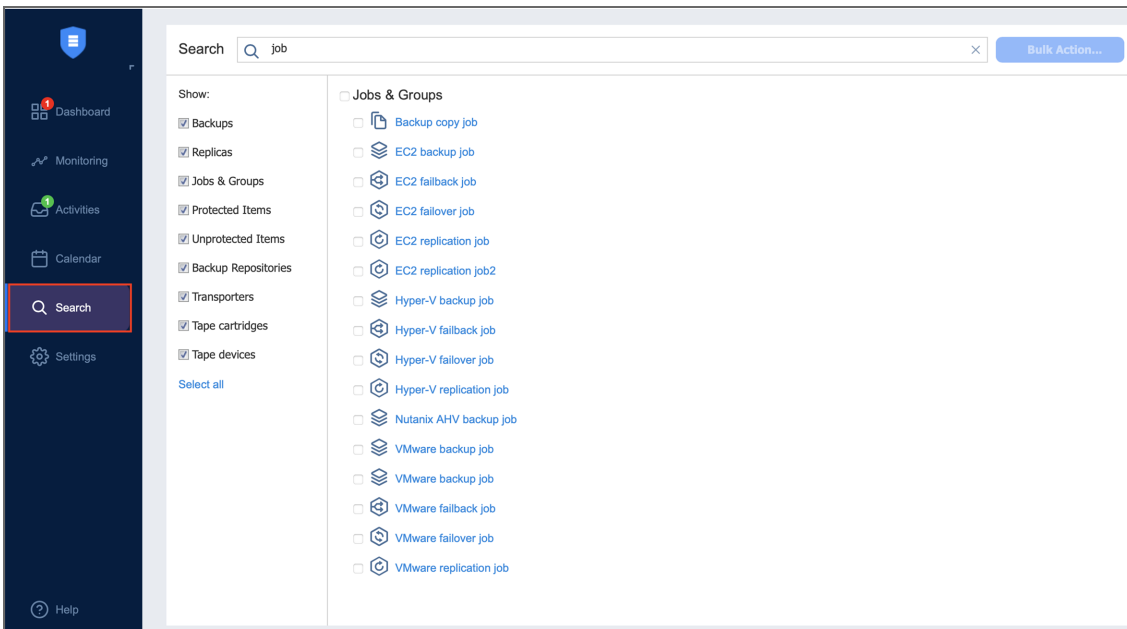 1
Dashboard
Monitoring
1
Activities
Calendar
Search
Settings
Help
Search
job
Bulk Action...
Show:
Backups
Replicas
Jobs & Groups
Protected Items
Unprotected Items
Backup Repositories
Transporters
Tape cartridges
Tape devices
Select all
Jobs & Groups
Backup copy job
EC2 backup job
EC2 failback job
EC2 failover job
EC2 replication job
EC2 replication job2
Hyper-V backup job
Hyper-V failback job
Hyper-V failover job
Hyper-V replication job
Nutanix AHV backup job
VMware backup job
VMware backup job
VMware failback job
VMware failover job
VMware replication job